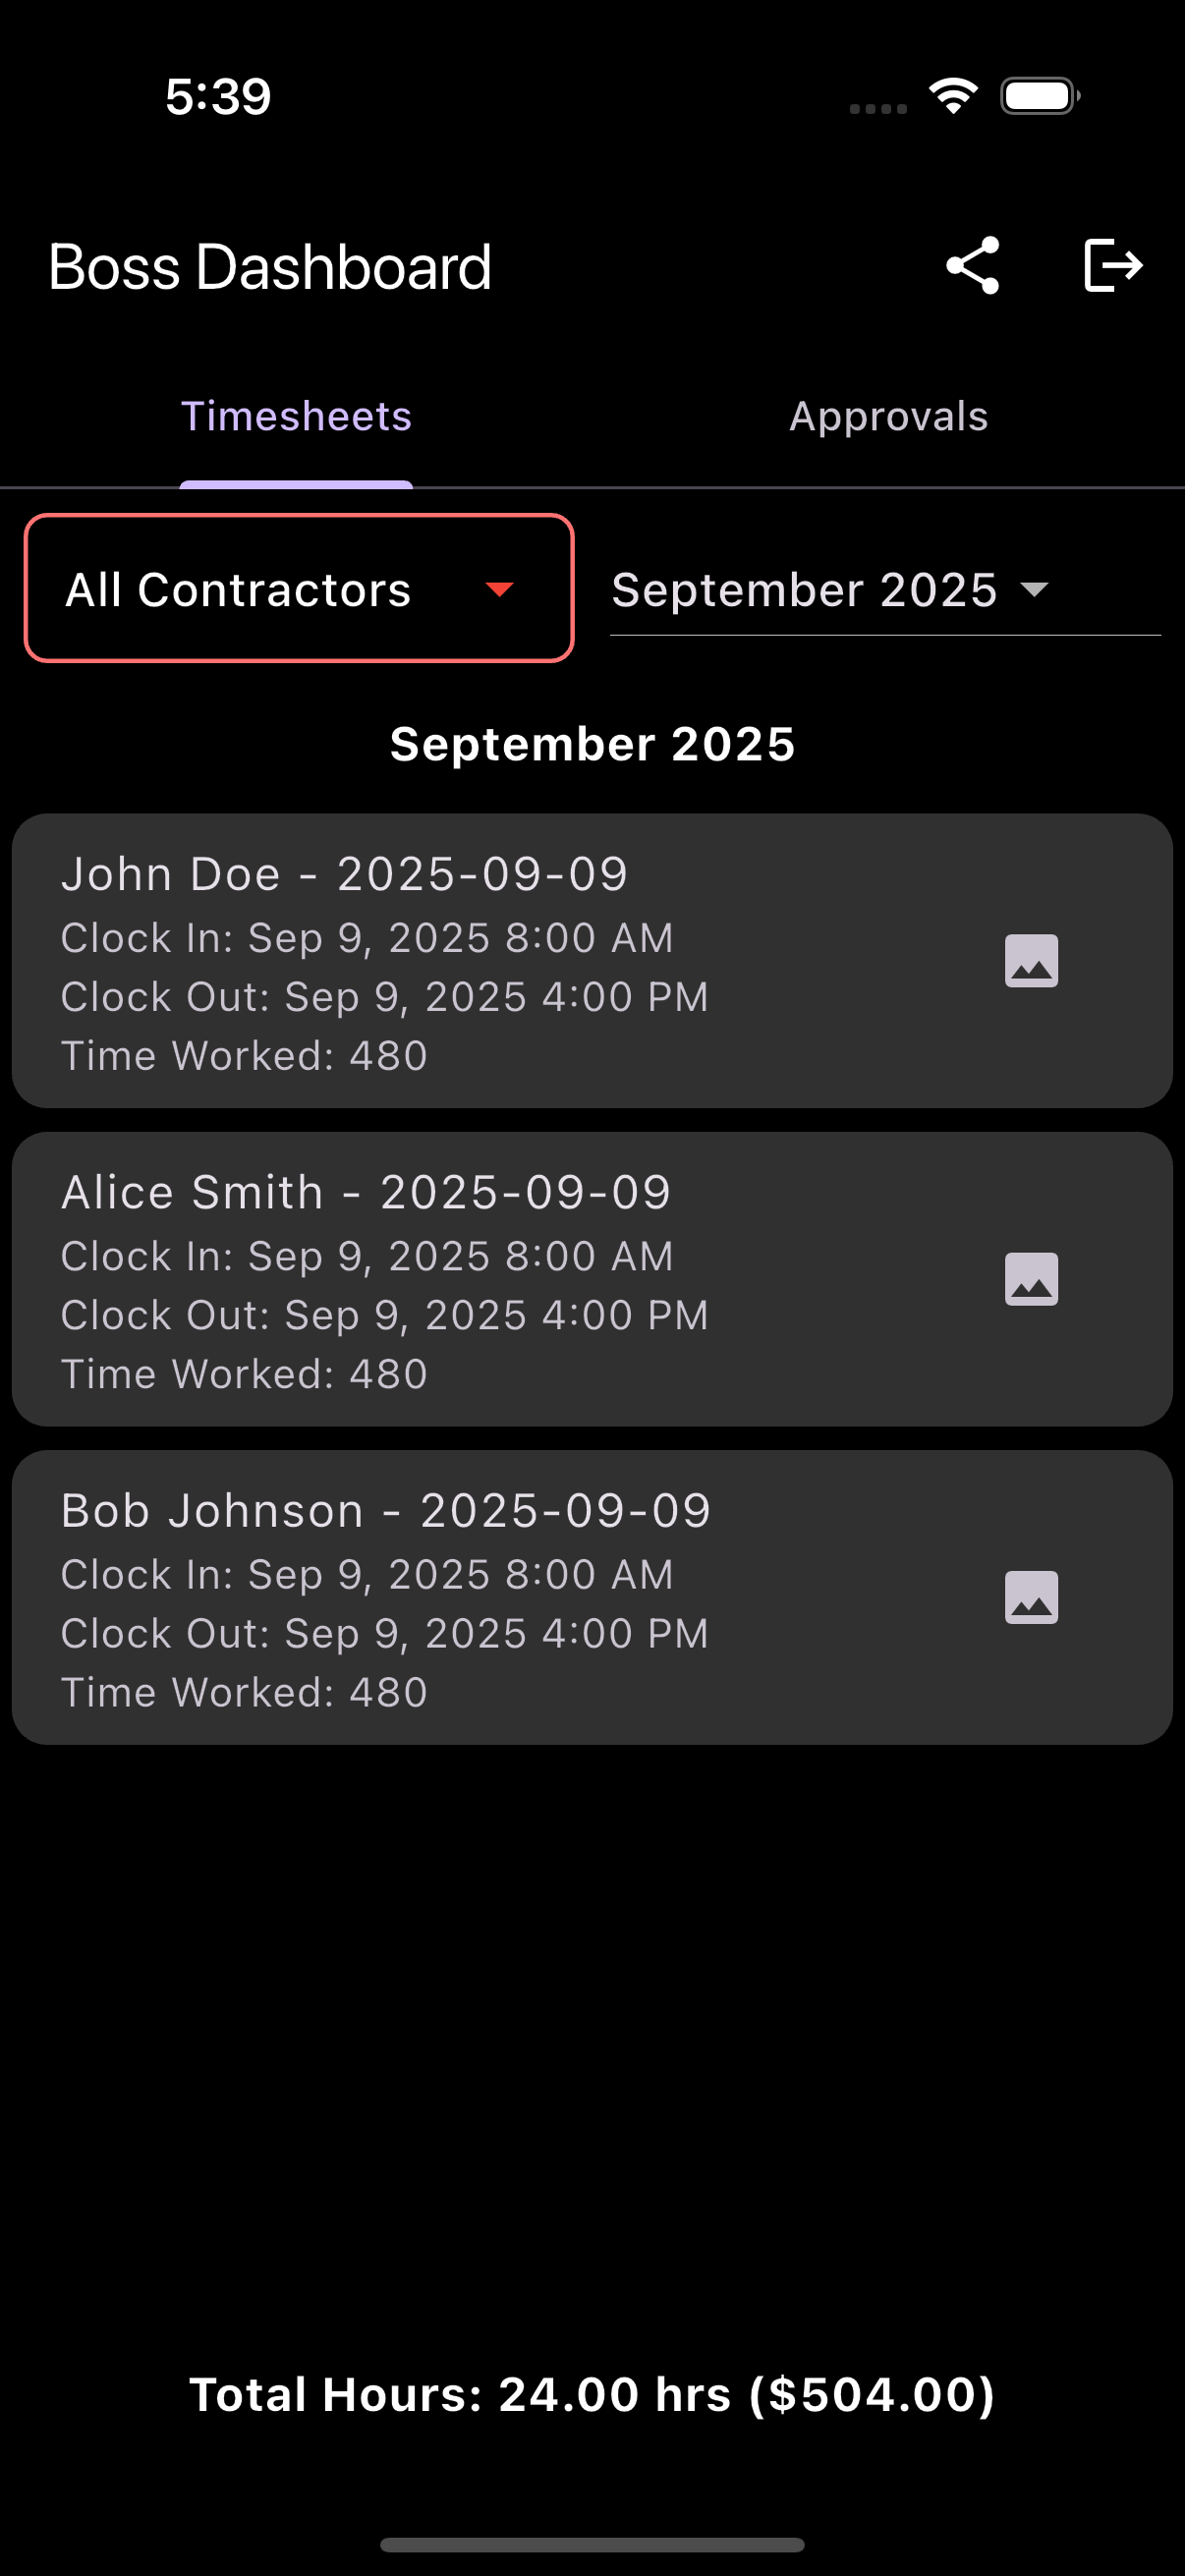 5:39
Boss Dashboard
Timesheets
Approvals
All Contractors
September 2025
September 2025
John Doe - 2025-09-09
Clock In: Sep 9, 2025 8:00 AM
Clock Out: Sep 9, 2025 4:00 PM
Time Worked: 480
Alice Smith - 2025-09-09
Clock In: Sep 9, 2025 8:00 AM
Clock Out: Sep 9, 2025 4:00 PM
Time Worked: 480
Bob Johnson - 2025-09-09
Clock In: Sep 9, 2025 8:00 AM
Clock Out: Sep 9, 2025 4:00 PM
Time Worked: 480
Total Hours: 24.00 hrs ($504.00)